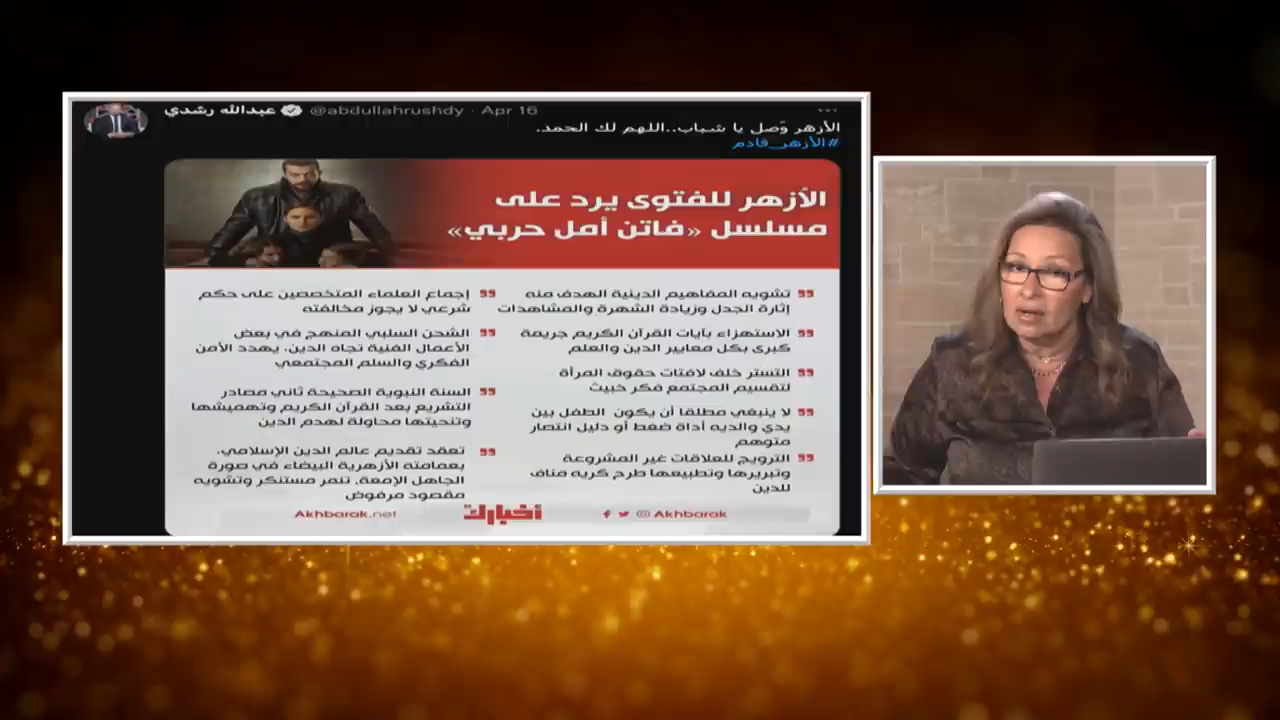 عبدالله رشدي @abdullahrushdy · Apr 16
الأزهر وَصل يا شباب..اللهم لك الحمد.
#الأزهر_قادم
الأزهر للفتوى يرد على
مسلسل «فاتن أمل حربي»
تشويه المفاهيم الدينية الهدف منه
إثارة الجدل وزيادة الشهرة والمشاهدات
الاستهزاء بآيات القرآن الكريم جريمة
كبرى بكل معايير الدين والعلم
التستر خلف لافتات حقوق المرأة
لتقسيم المجتمع فكر خبيث
لا ينبغي مطلقا أن يكون الطفل بين
يدي والديه أداة ضغط أو دليل انتصار
متوهم
الترويج للعلاقات غير المشروعة
وتبريرها وتطبيعها طرح كريه مناف
للدين
إجماع العلماء المتخصصين على حكم
شرعي لا يجوز مخالفته
الشحن السلبي المنهج في بعض
الأعمال الفنية تجاه الدين، يهدد الأمن
الفكري والسلم المجتمعي
السنة النبوية الصحيحة ثاني مصادر
التشريع بعد القرآن الكريم وتهميشها
وتنحيتها محاولة لهدم الدين
تعقد تقديم عالم الدين الإسلامي،
بعمامته الأزهرية البيضاء في صورة
الجاهل الإمعة، تنمر مستنكر وتشويه
مقصود مرفوض
Akhbarak
أخبارك
Akhbarak.net